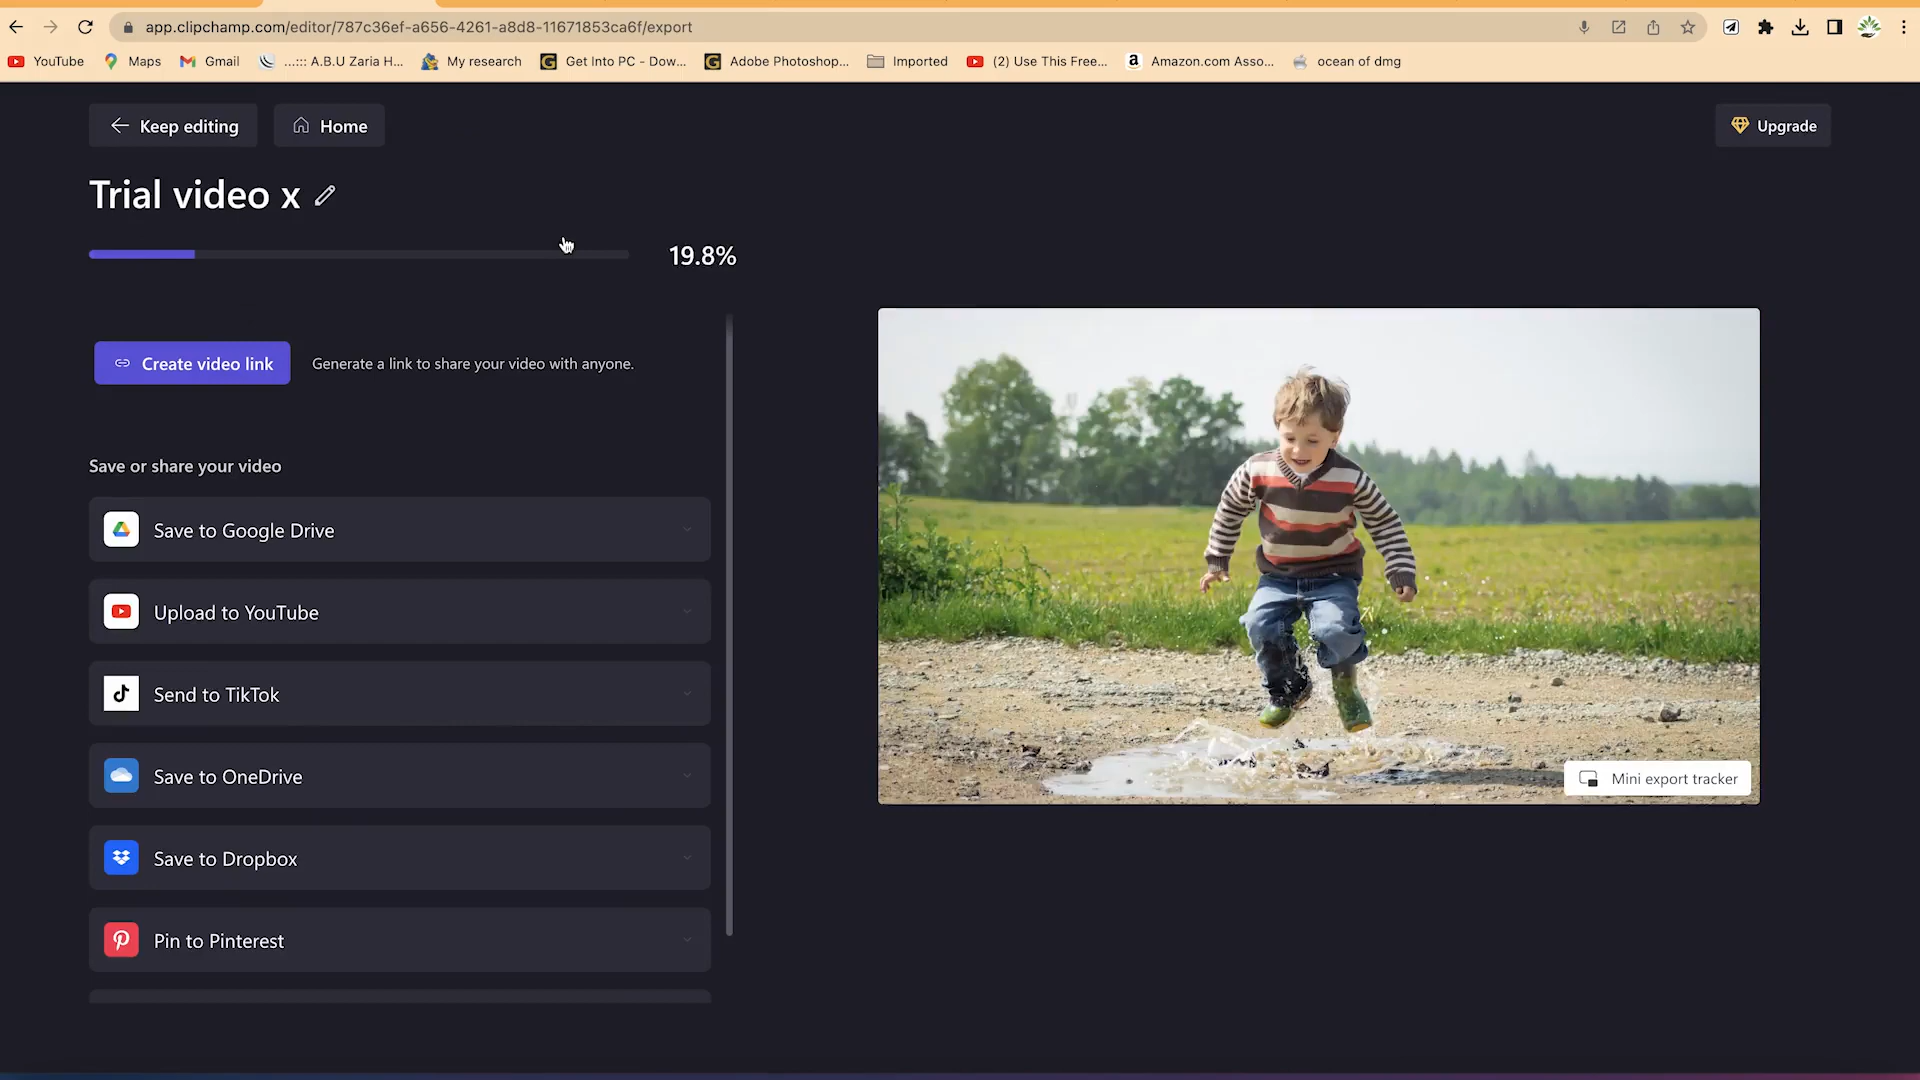 app.clipchamp.com/editor/787c36ef-a656-4261-a8d8-11671853ca6f/export
YouTube Maps Gmail ...::: A.B.U Zaria H... My research Get Into PC - Dow... Adobe Photoshop... Imported (2) Use This Free... Amazon.com Asso... ocean of dmg
Keep editing Home Upgrade
Trial video x
19.8%
Create video link Generate a link to share your video with anyone.
Save or share your video
Save to Google Drive
Upload to YouTube
Send to TikTok
Save to OneDrive
Mini export tracker
Save to Dropbox
Pin to Pinterest